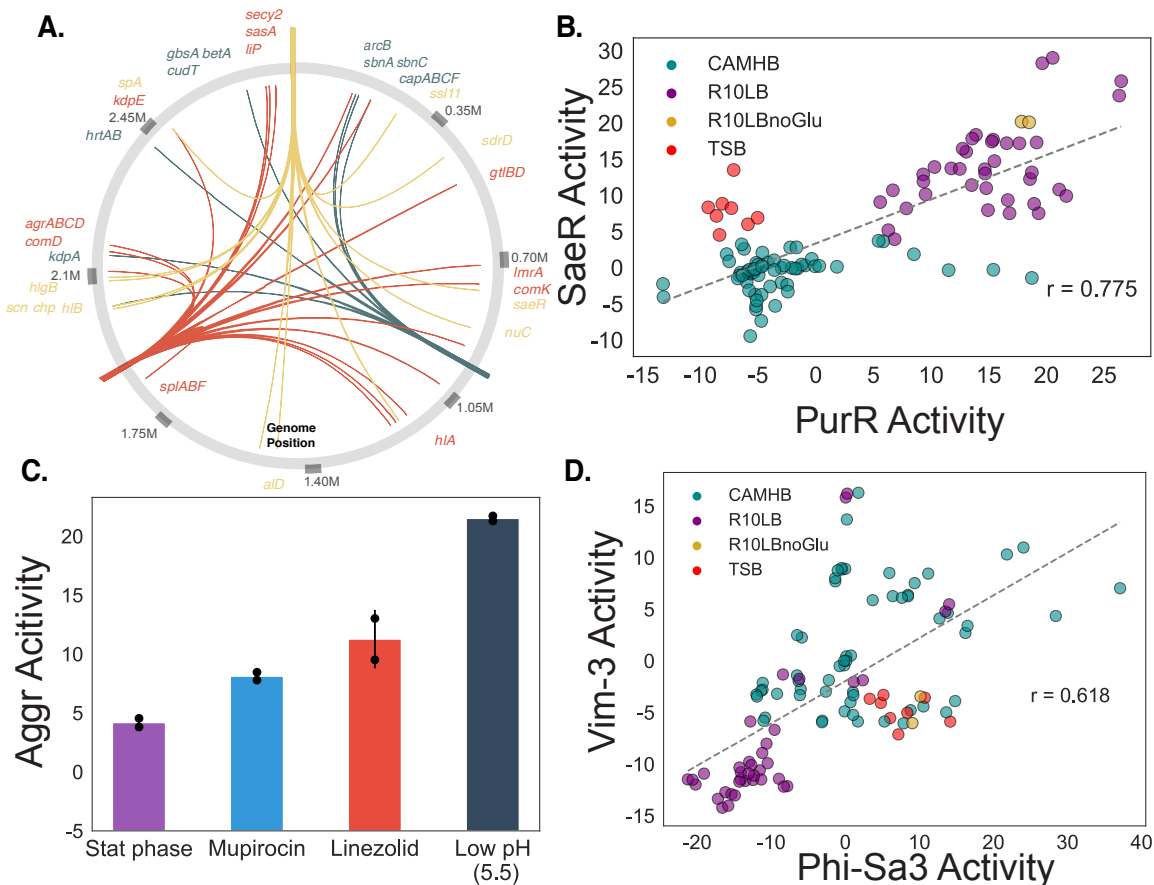 A.
secy2
sasA
liP
gbsA betA
cudT
arcB
sbnA sbnC
capABCF
ssl11
0.35M
spA
kdpE
2.45M
hrtAB
sdrD
gtlBD
agrABCD
comD
kdpA
2.1M
hlgB
scn chp hlB
0.70M
lmrA
comK
saeR
nuC
splABF
1.05M
1.75M
Genome
Position
hlA
alD
1.40M
B.
SaeR Activity
30
25
20
15
10
5
0
-5
-10
CAMHB
R10LB
R10LBnoGlu
TSB
r = 0.775
-15 -10 -5 0 5 10 15 20 25
PurR Activity
C.
Aggr Acitivity
20
15
10
5
0
-5
Stat phase Mupirocin Linezolid Low pH
(5.5)
D.
Vim-3 Activity
15
10
5
0
-5
-10
-15
CAMHB
R10LB
R10LBnoGlu
TSB
r = 0.618
-20 -10 0 10 20 30 40
Phi-Sa3 Activity